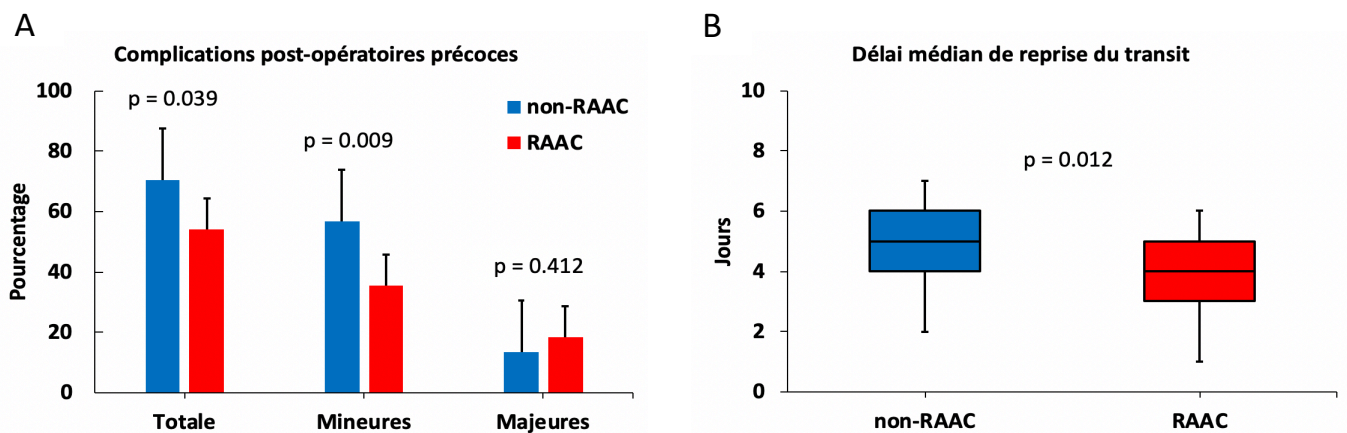 A
Complications post-opératoires précoces
Pourcentage
100
80
60
40
20
0
p = 0.039
p = 0.009
p = 0.412
non-RAAC
RAAC
Totale
Mineures
Majeures
B
Délai médian de reprise du transit
Jours
10
8
6
4
2
0
p = 0.012
non-RAAC
RAAC